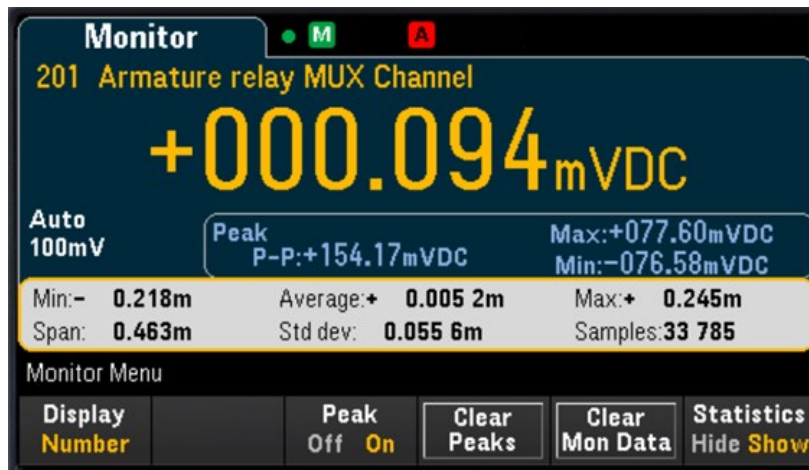 Monitor M A
201 Armature relay MUX Channel
+000.094mVDC
Auto
100mV
Peak
P-P:+154.17mVDC
Max:+077.60mVDC
Min:-076.58mVDC
Min:- 0.218m Average:+ 0.005 2m Max:+ 0.245m
Span: 0.463m Std dev: 0.055 6m Samples:33 785
Monitor Menu
Display
Number
Peak
Off On
Clear
Peaks
Clear
Mon Data
Statistics
Hide Show